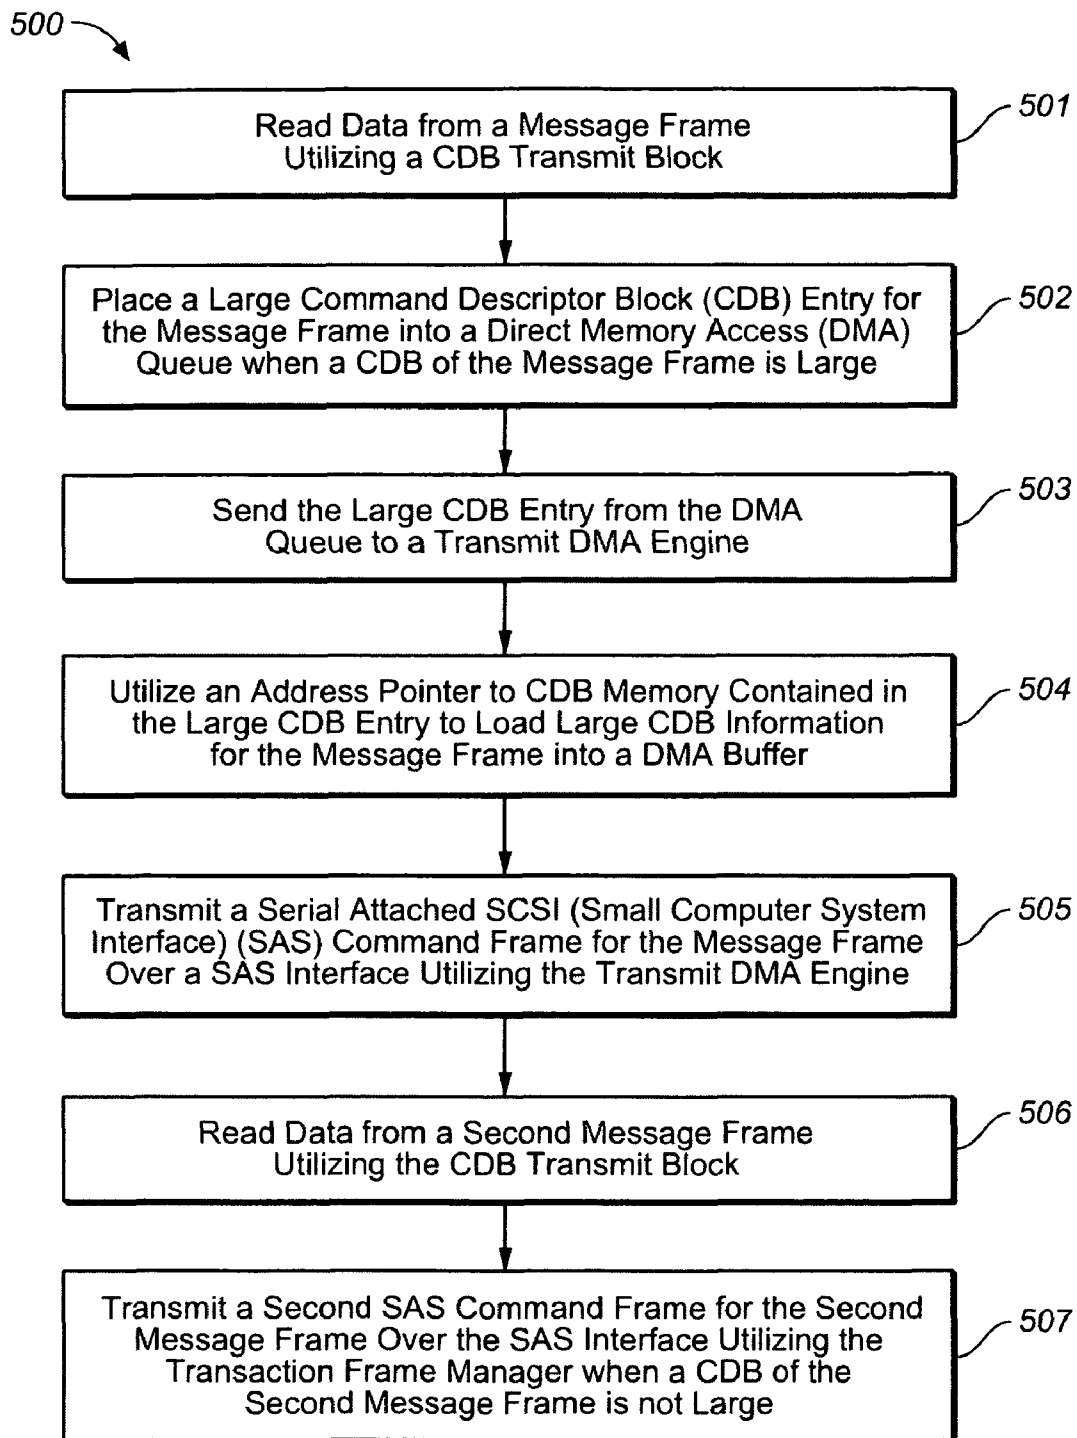 500
501
Read Data from a Message Frame
Utilizing a CDB Transmit Block
502
Place a Large Command Descriptor Block (CDB) Entry for
the Message Frame into a Direct Memory Access (DMA)
Queue when a CDB of the Message Frame is Large
503
Send the Large CDB Entry from the DMA
Queue to a Transmit DMA Engine
504
Utilize an Address Pointer to CDB Memory Contained in
the Large CDB Entry to Load Large CDB Information
for the Message Frame into a DMA Buffer
505
Transmit a Serial Attached SCSI (Small Computer System
Interface) (SAS) Command Frame for the Message Frame
Over a SAS Interface Utilizing the Transmit DMA Engine
506
Read Data from a Second Message Frame
Utilizing the CDB Transmit Block
507
Transmit a Second SAS Command Frame for the Second
Message Frame Over the SAS Interface Utilizing the
Transaction Frame Manager when a CDB of the
Second Message Frame is not Large